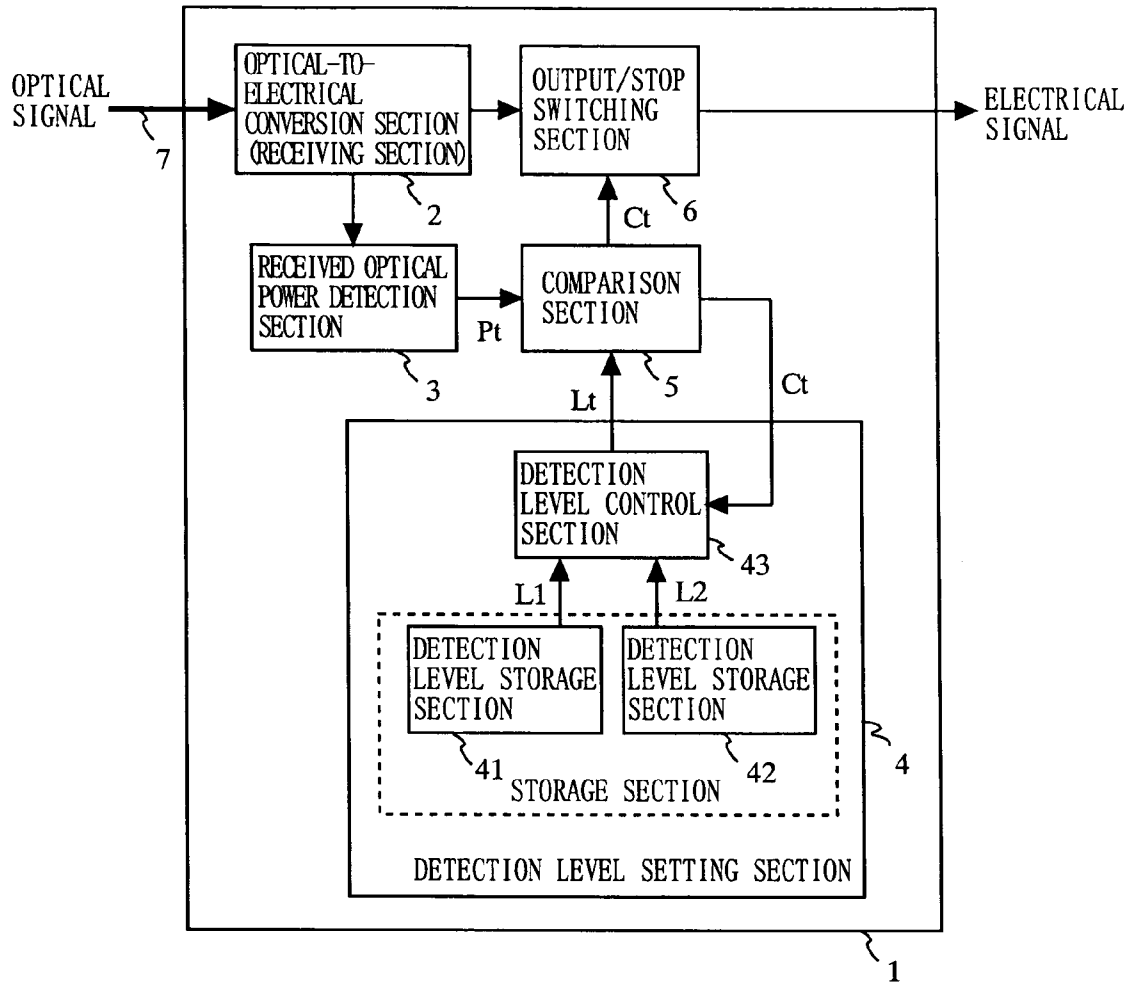 OPTICAL
SIGNAL
7
OPTICAL-TO-
ELECTRICAL
CONVERSION SECTION
(RECEIVING SECTION)
2
OUTPUT/STOP
SWITCHING
SECTION
6
ELECTRICAL
SIGNAL
Ct
RECEIVED OPTICAL
POWER DETECTION
SECTION
3
Pt
COMPARISON
SECTION
5
Ct
Lt
DETECTION
LEVEL CONTROL
SECTION
43
L1
L2
DETECTION
LEVEL STORAGE
SECTION
41
DETECTION
LEVEL STORAGE
SECTION
42
STORAGE SECTION
4
DETECTION LEVEL SETTING SECTION
1